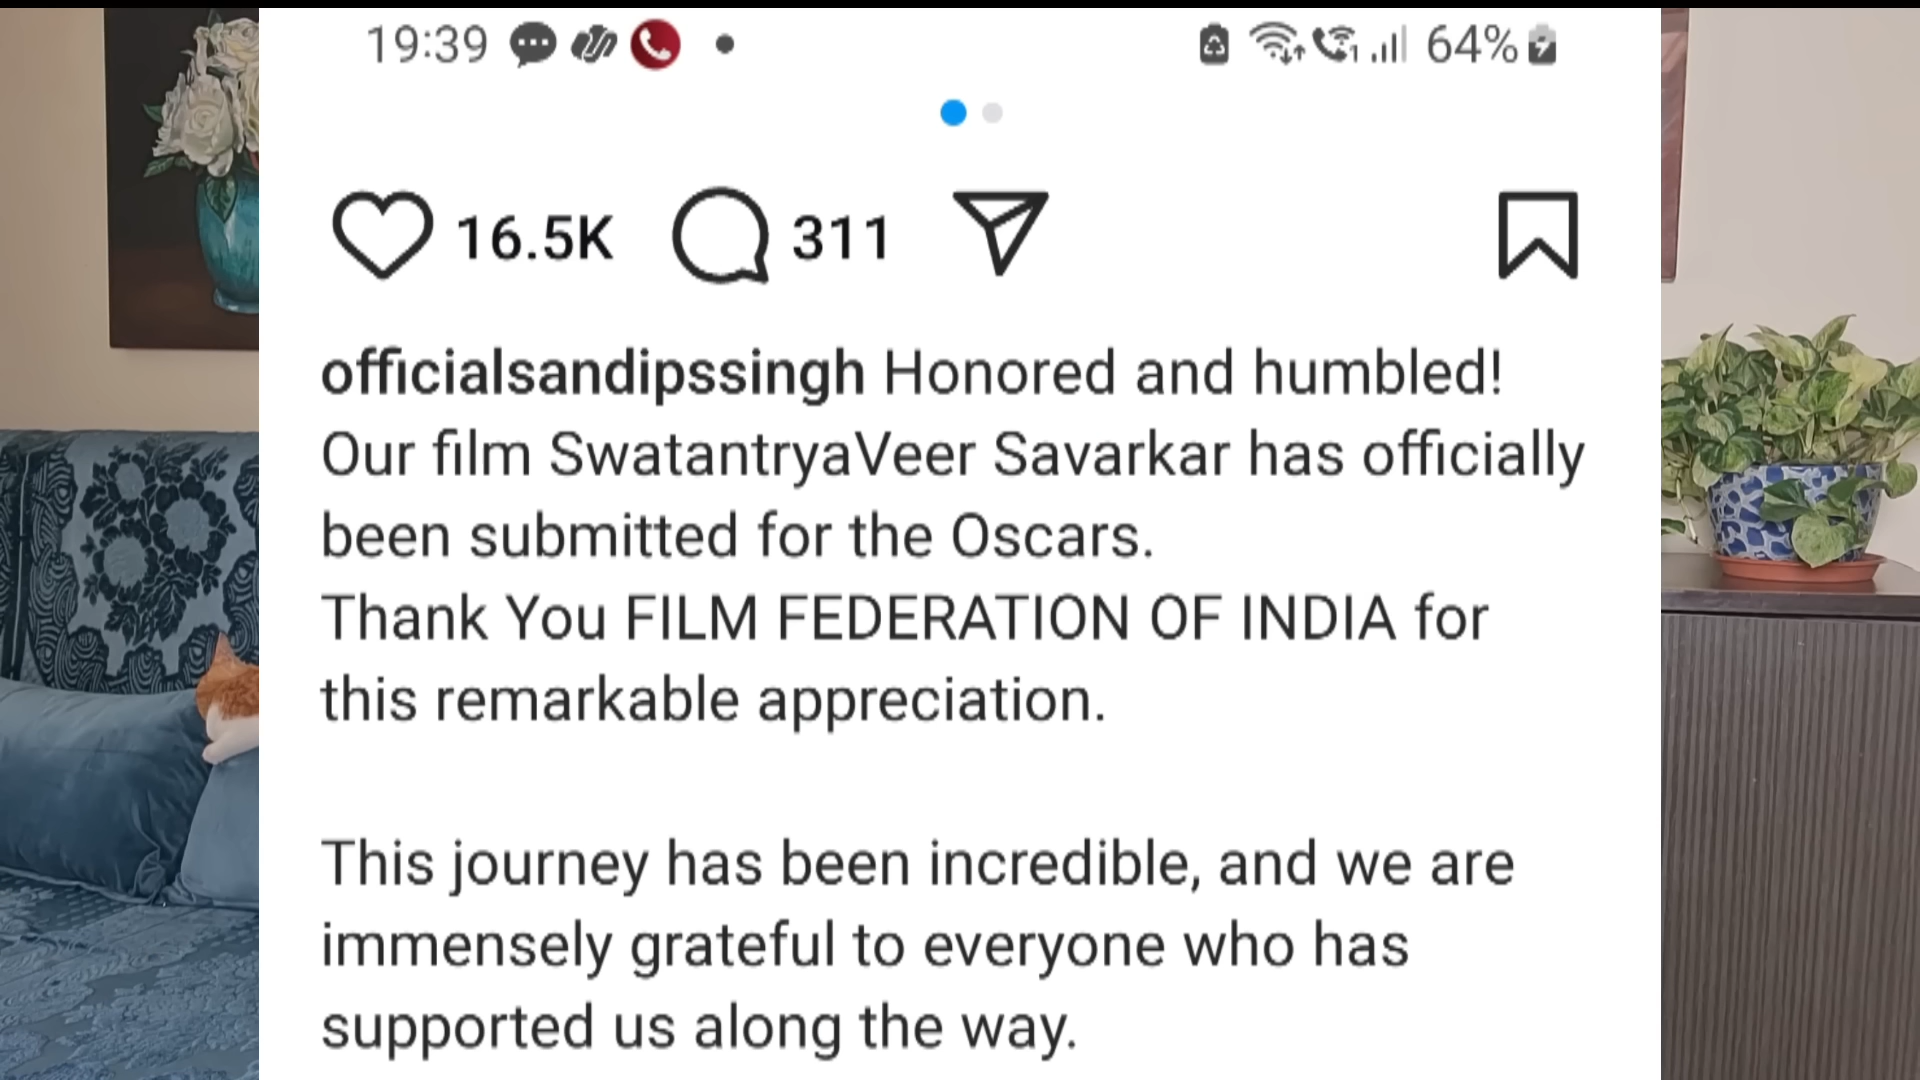 19:39
64%
16.5K 311
officialsandipssingh Honored and humbled!
Our film SwatantryaVeer Savarkar has officially
been submitted for the Oscars.
Thank You FILM FEDERATION OF INDIA for
this remarkable appreciation.
This journey has been incredible, and we are
immensely grateful to everyone who has
supported us along the way.